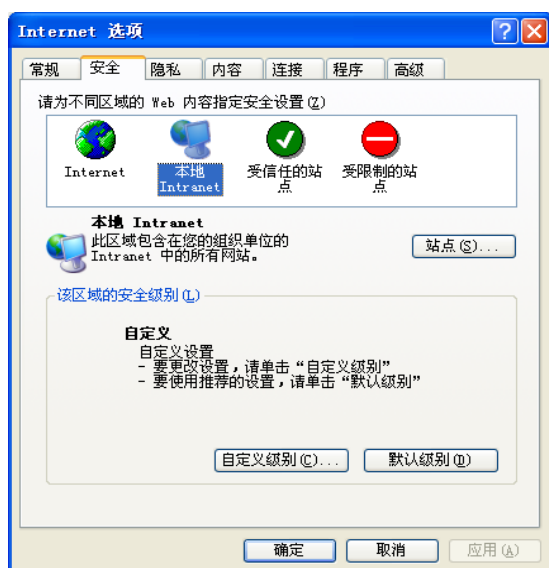 Internet 选项
常规 安全 隐私 内容 连接 程序 高级
请为不同区域的 Web 内容指定安全设置(Z)
Internet
本地
Intranet
受信任的站
点
受限制的站
点
本地 Intranet
此区域包含在您的组织单位的
Intranet 中的所有网站。
站点(S)...
该区域的安全级别(L)
自定义
自定义设置
- 要更改设置，请单击“自定义级别”
- 要使用推荐的设置，请单击“默认级别”
自定义级别(C)... 默认级别(D)
确定 取消 应用(A)